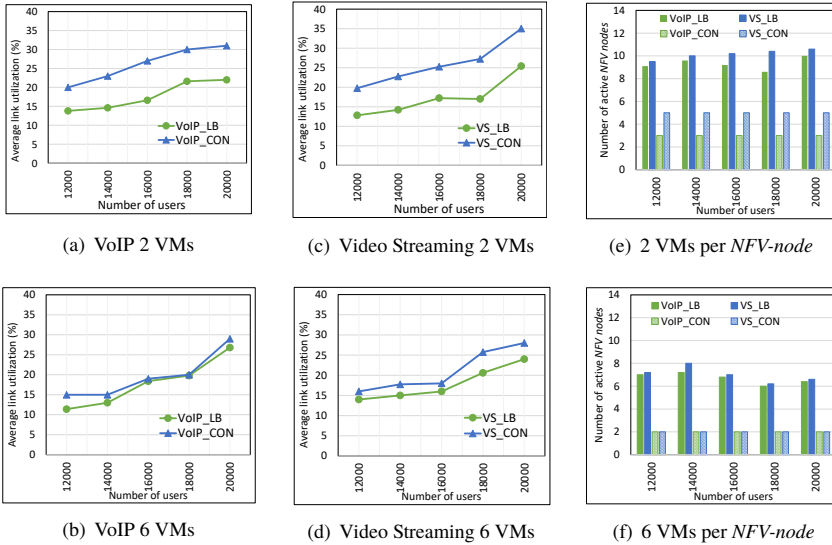 40
35
30
25
20
15
10
5
0
Average link utilization (%)
VoIP_LB
VoIP_CON
12000
14000
16000
18000
20000
Number of users
(a) VoIP 2 VMs
40
35
30
25
20
15
10
5
0
Average link utilization (%)
VS_LB
VS_CON
12000
14000
16000
18000
20000
Number of users
(c) Video Streaming 2 VMs
VoIP_LB VS_LB
VoIP_CON VS_CON
14
12
10
8
6
4
2
0
Number of active NFV nodes
12000
14000
16000
18000
20000
Number of users
(e) 2 VMs per NFV-node
40
35
30
25
20
15
10
5
0
Average link utilization (%)
VoIP_LB
VoIP_CON
12000
14000
16000
18000
20000
Number of users
(b) VoIP 6 VMs
40
35
30
25
20
15
10
5
0
Average link utilization (%)
VS_LB
VS_CON
12000
14000
16000
18000
20000
Number of users
(d) Video Streaming 6 VMs
VoIP_LB VS_LB
VoIP_CON VS_CON
14
12
10
8
6
4
2
0
Number of active NFV nodes
12000
14000
16000
18000
20000
Number of users
(f) 6 VMs per NFV-node